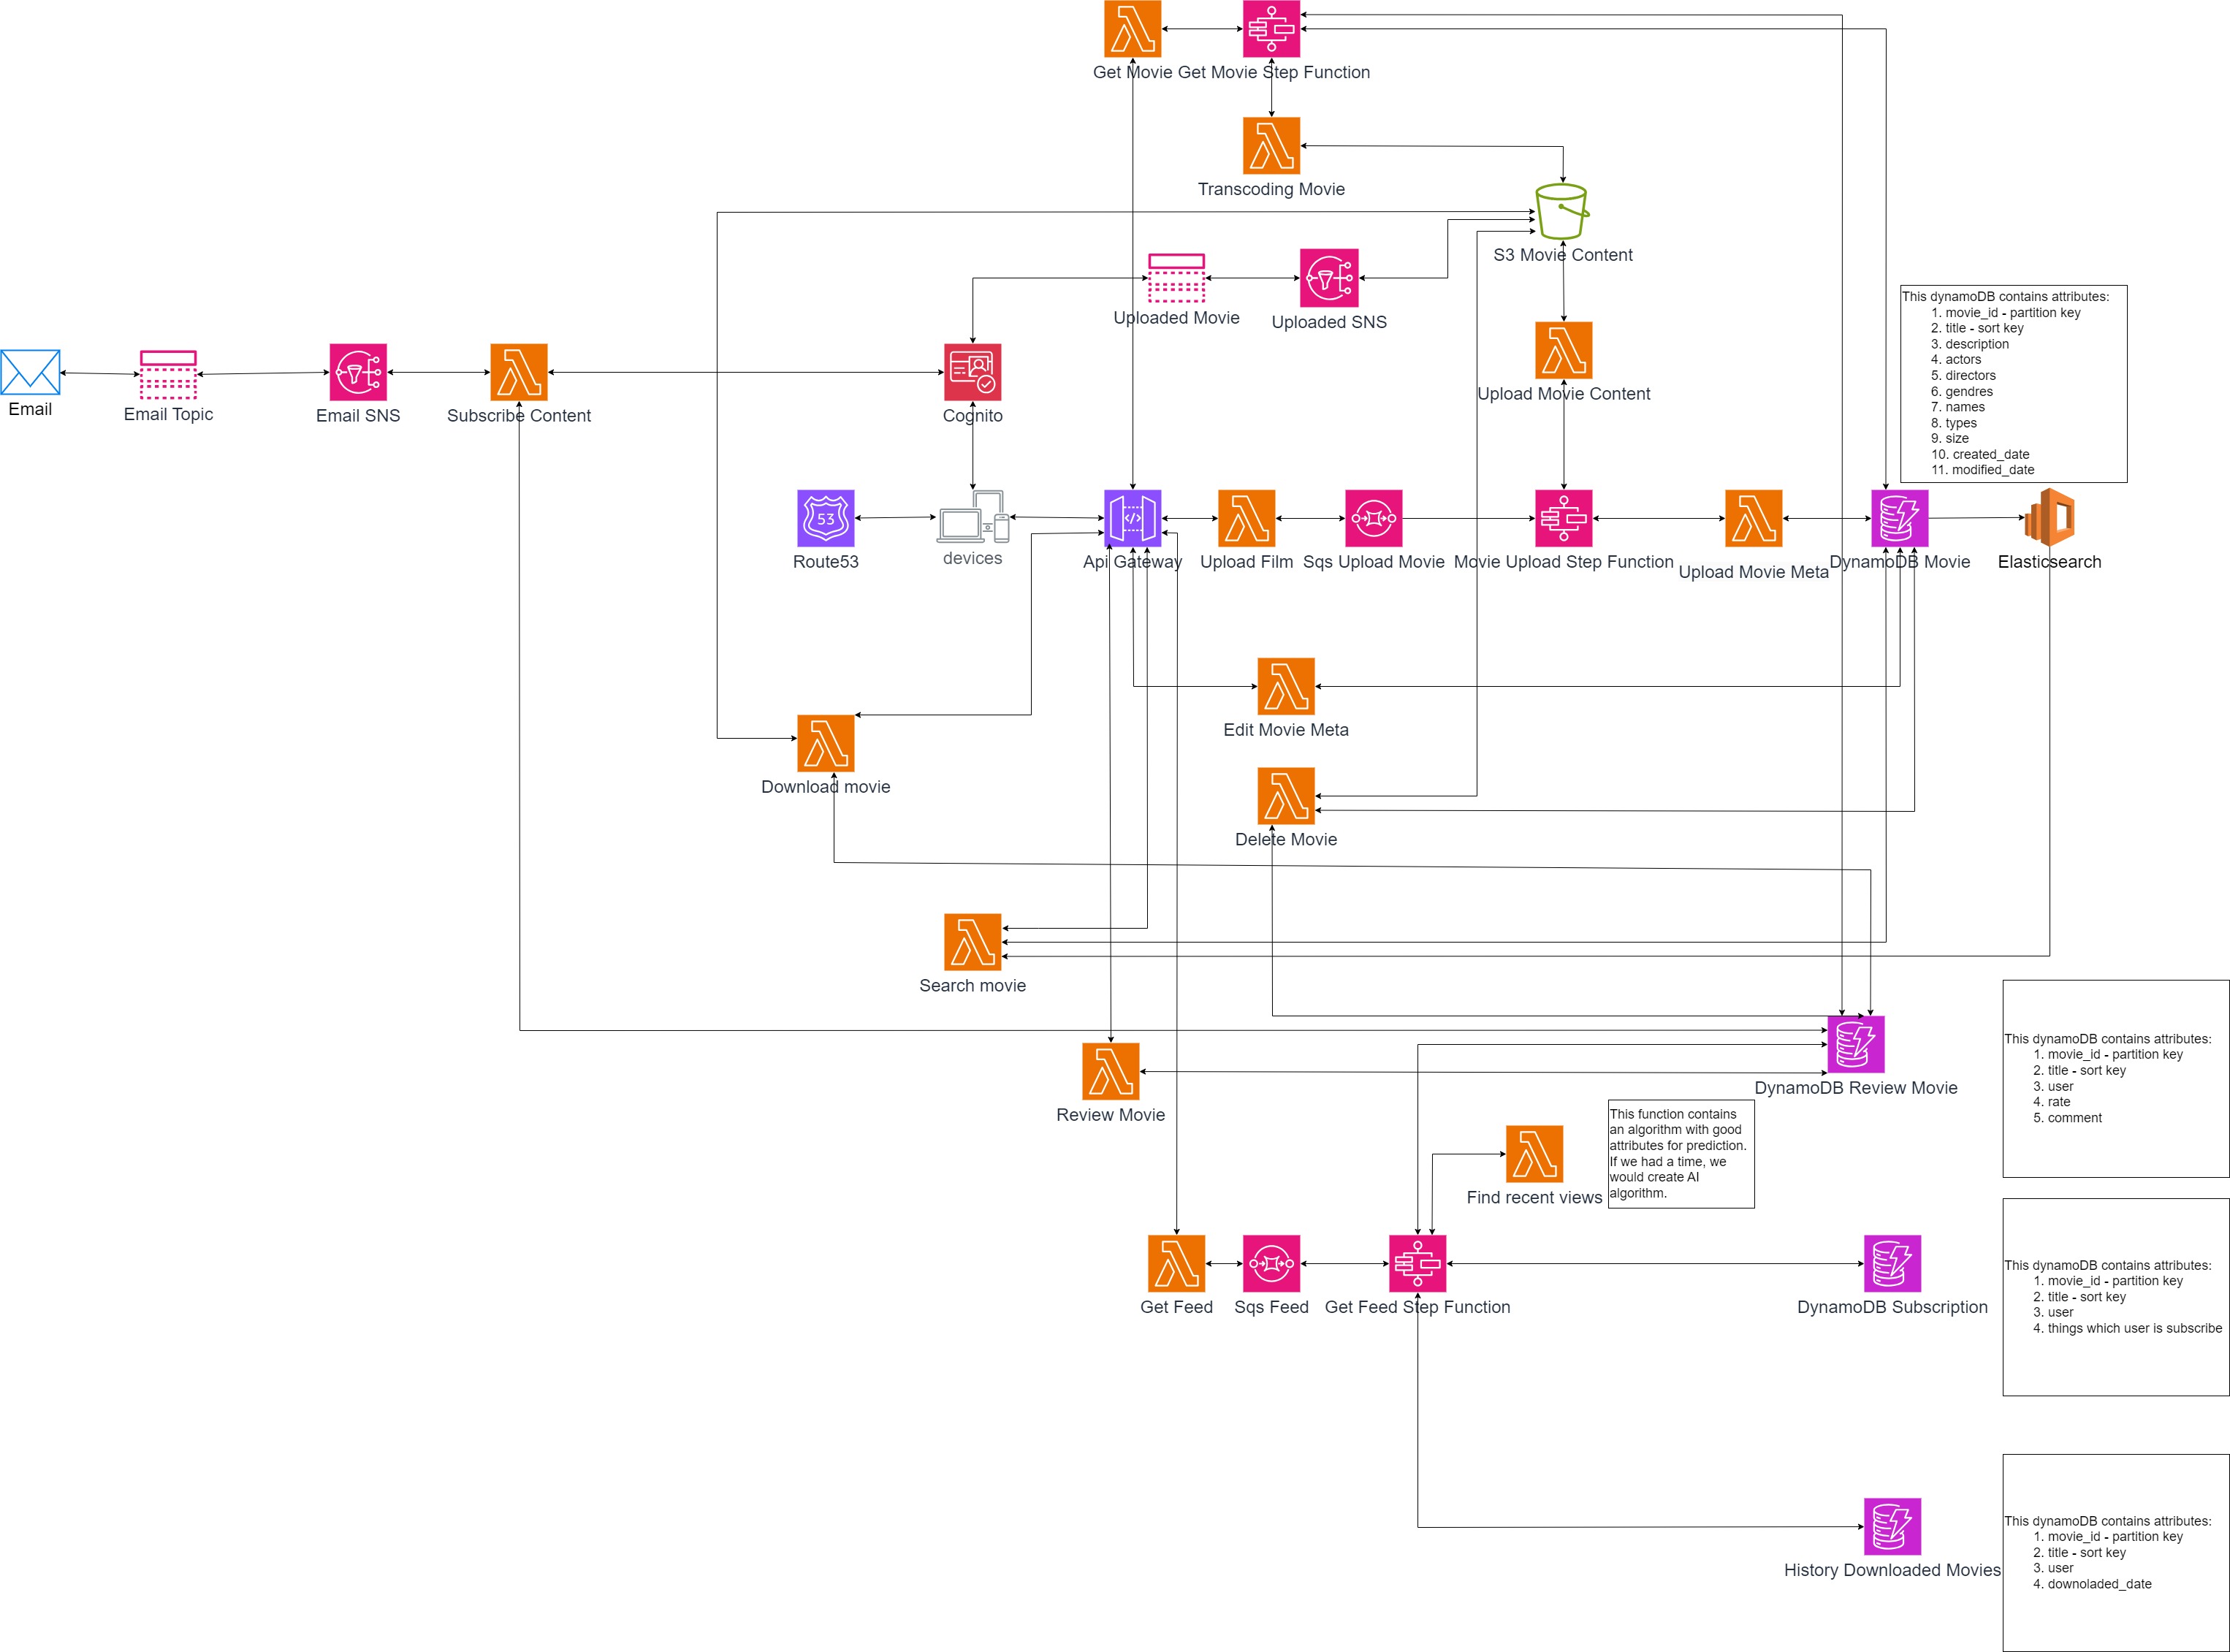 Get Movie
Get Movie Step Function
Transcoding Movie
S3 Movie Content
Uploaded Movie
Uploaded SNS
This dynamoDB contains attributes:
1. movie_id - partition key
2. title - sort key
3. description
4. actors
5. directors
6. gendres
7. names
8. types
9. size
10. created_date
11. modified_date
Email
Email Topic
Email SNS
Subscribe Content
Cognito
Upload Movie Content
53
Route53
devices
Api Gateway
Upload Film
Sqs Upload Movie
Movie Upload Step Function
Upload Movie Meta
DynamoDB Movie
Elasticsearch
Edit Movie Meta
Download movie
Delete Movie
Search movie
Review Movie
DynamoDB Review Movie
This dynamoDB contains attributes:
1. movie_id - partition key
2. title - sort key
3. user
4. rate
5. comment
Find recent views
This function contains
an algorithm with good
attributes for prediction.
If we had a time, we
would create AI
algorithm.
Get Feed
Sqs Feed
Get Feed Step Function
DynamoDB Subscription
This dynamoDB contains attributes:
1. movie_id - partition key
2. title - sort key
3. user
4. things which user is subscribe
History Downloaded Movies
This dynamoDB contains attributes:
1. movie_id - partition key
2. title - sort key
3. user
4. downoladed_date